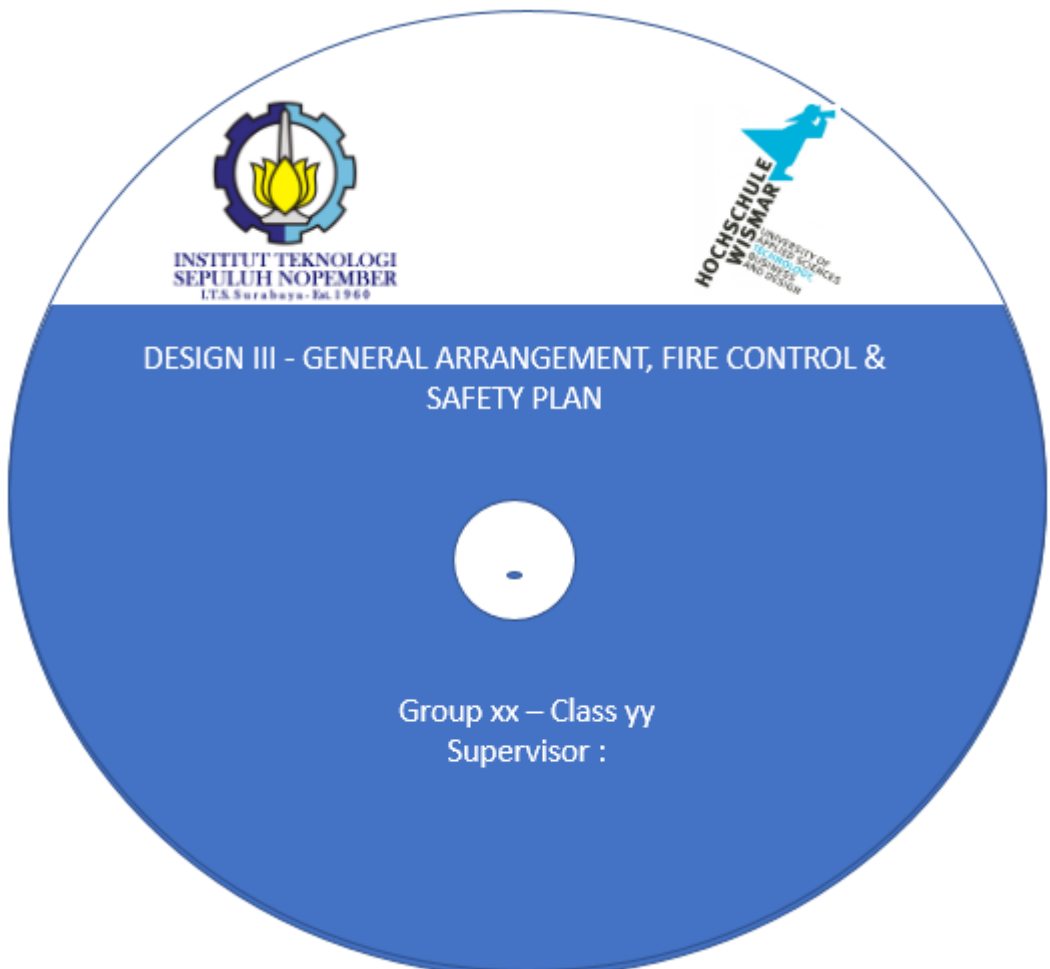 INSTITUT TEKNOLOGI
SEPULUH NOPEMBER
I.T.S. Surabaya - Est. 1960
HOCHSCHULE
WISMAR
UNIVERSITY OF
APPLIED SCIENCES
TECHNOLOGY,
BUSINESS
AND DESIGN
DESIGN III - GENERAL ARRANGEMENT, FIRE CONTROL &
SAFETY PLAN
Group xx – Class yy
Supervisor :